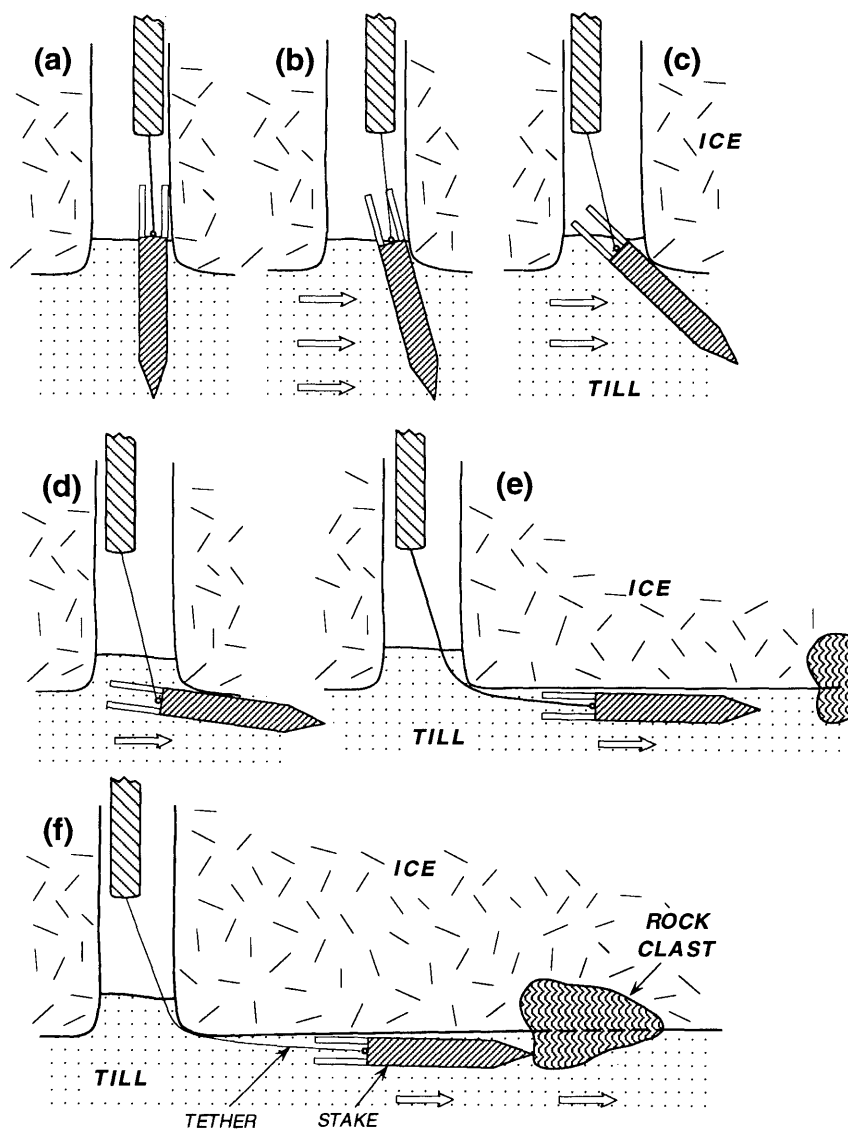 (a)
(b)
(c)
ICE
TILL
(d)
(e)
ICE
TILL
(f)
ICE
ROCK
CLAST
TILL
TETHER
STAKE